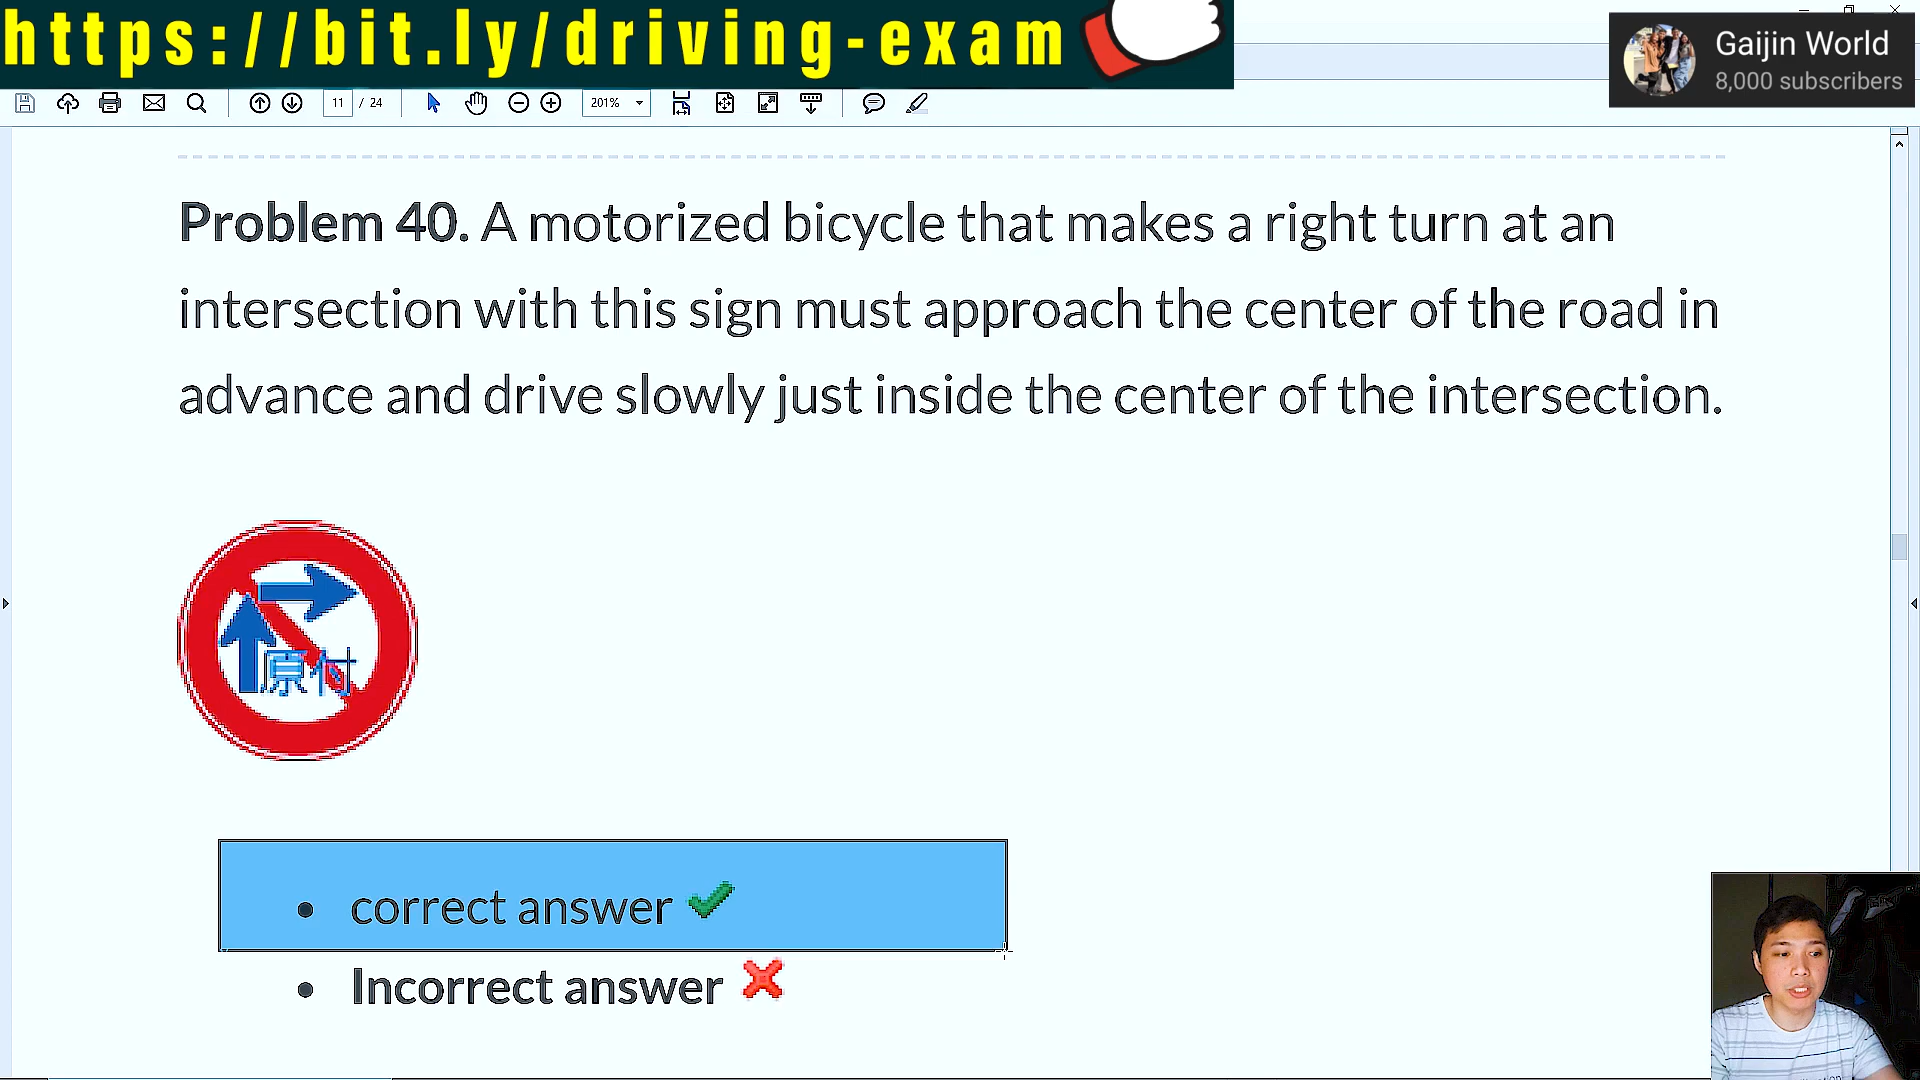 https://bit.ly/driving-exam
Gaijin World
8,000 subscribers
11 / 24
201%
Problem 40. A motorized bicycle that makes a right turn at an
intersection with this sign must approach the center of the road in
advance and drive slowly just inside the center of the intersection.
原付
correct answer
Incorrect answer